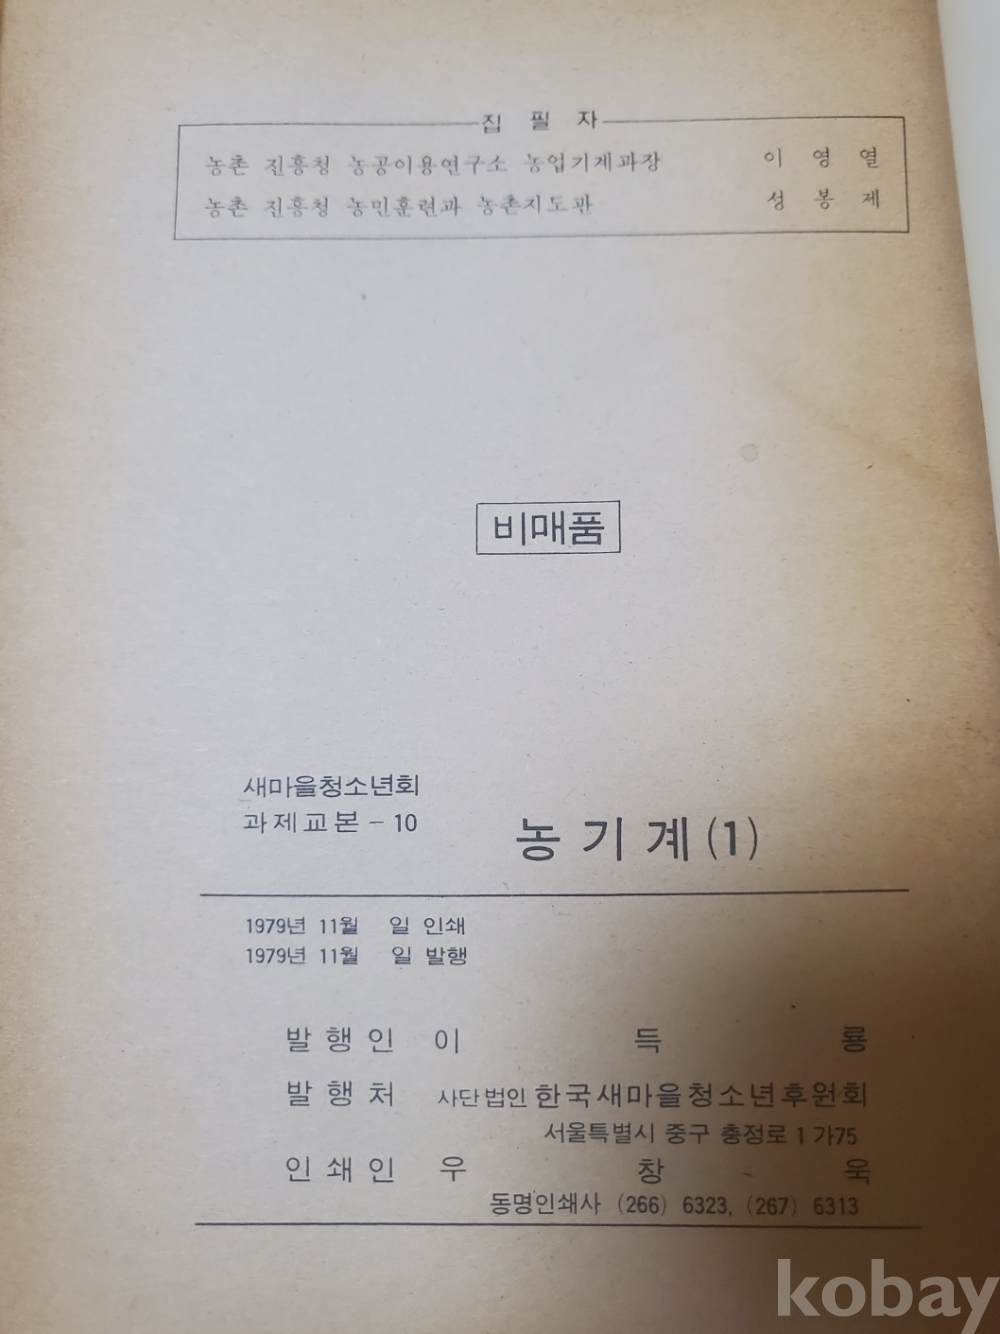 집 필 자
농촌 진흥청 농공이용연구소 농업기계과장 이 영 열
농촌 진흥청 농민훈련과 농촌지도관 성 봉 제
비매품
새마을청소년회
과제교본 - 10 농 기 계 (1)
1979년 11월 일 인쇄
1979년 11월 일 발행
발 행 인 이 득 룡
발 행 처 사단법인 한국새마을청소년후원회
서울특별시 중구 충정로 1가75
인 쇄 인 우 창 욱
동명인쇄사 (266) 6323, (267) 6313
kobay